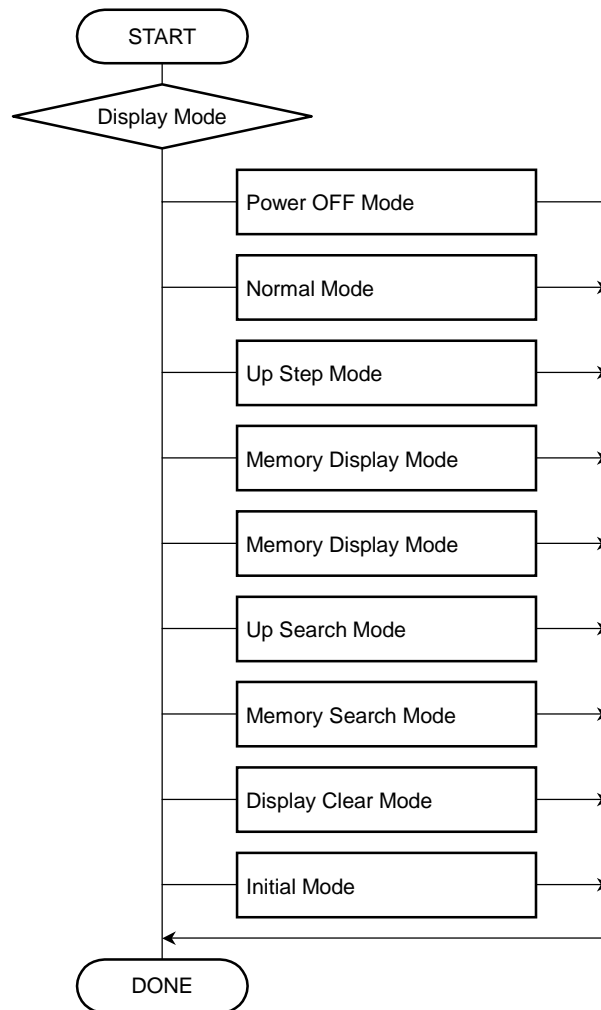 START
Display Mode
Power OFF Mode
Normal Mode
Up Step Mode
Memory Display Mode
Memory Display Mode
Up Search Mode
Memory Search Mode
Display Clear Mode
Initial Mode
DONE